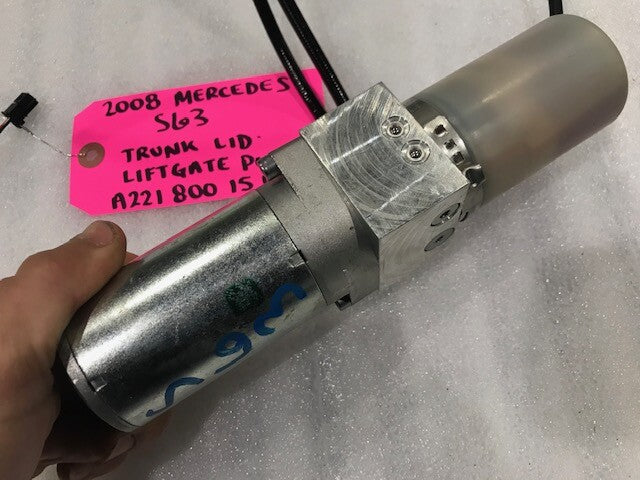 2008 MERCEDES
S63
TRUNK LID
LIFTGATE
A221 800 15